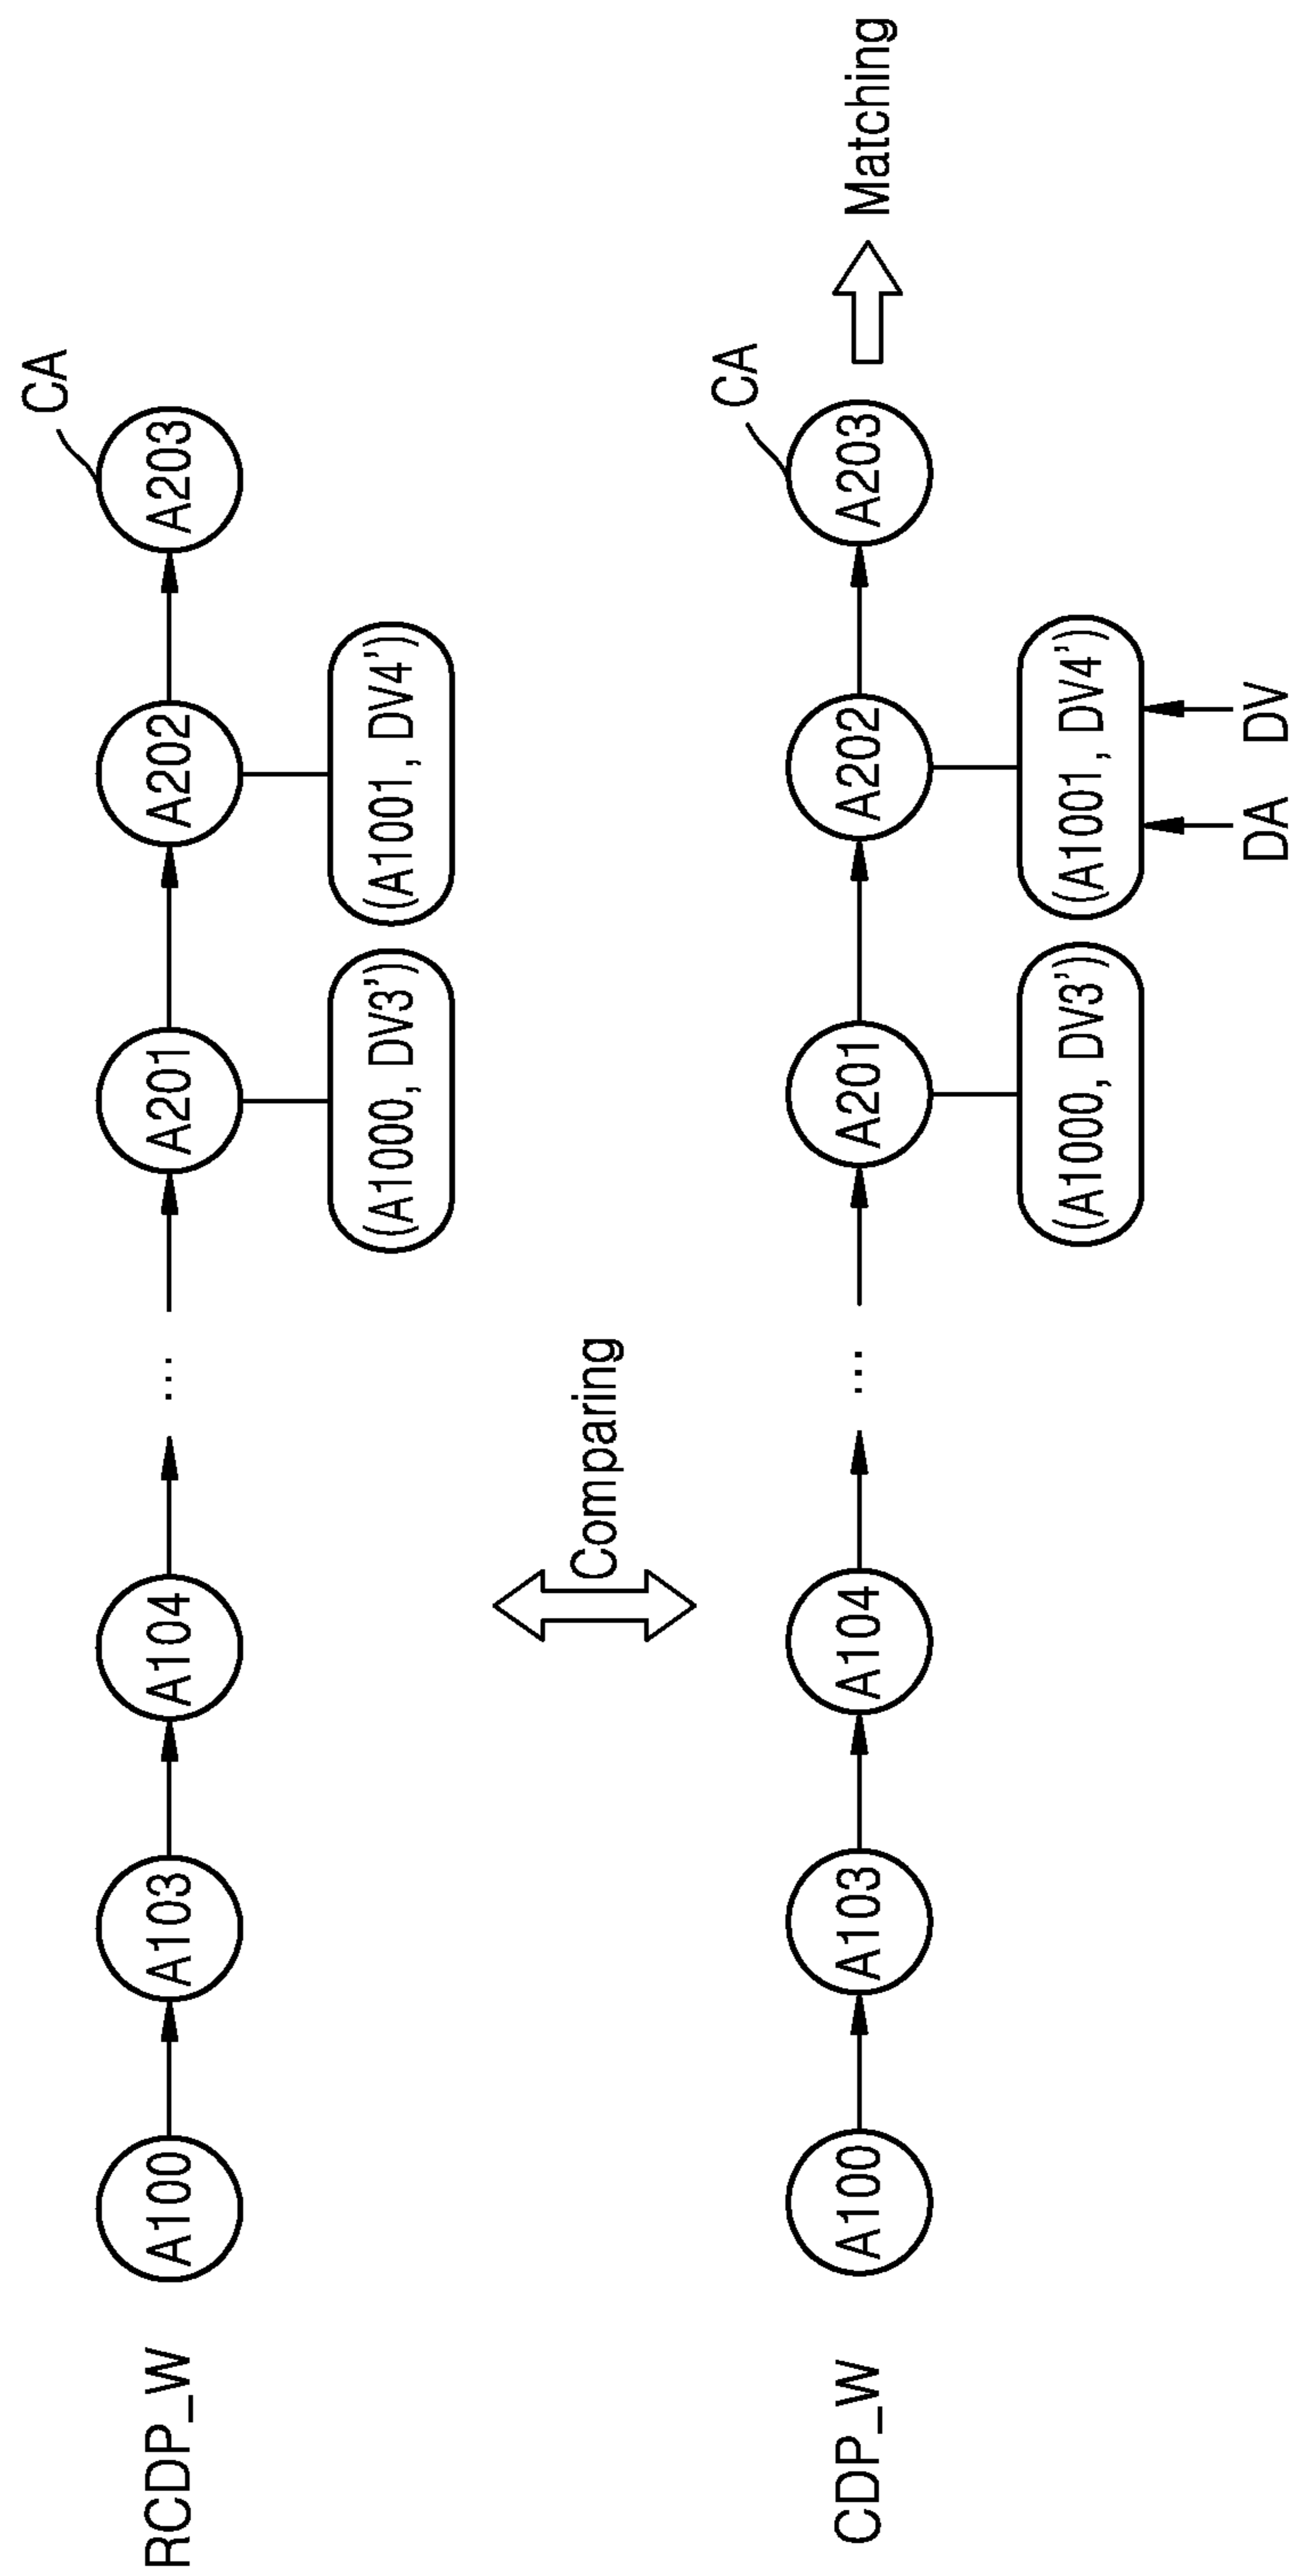 CA
RCDP_W
A100
A103
A104
...
A201
A202
A203
(A1000, DV3')
(A1001, DV4')
Comparing
CA
CDP_W
A100
A103
A104
...
A201
A202
A203
Matching
(A1000, DV3')
(A1001, DV4')
DA
DV